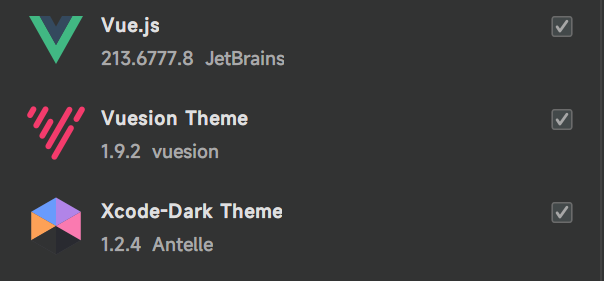 Vue.js
213.6777.8 JetBrains
Vuesion Theme
1.9.2 vuesion
Xcode-Dark Theme
1.2.4 Antelle